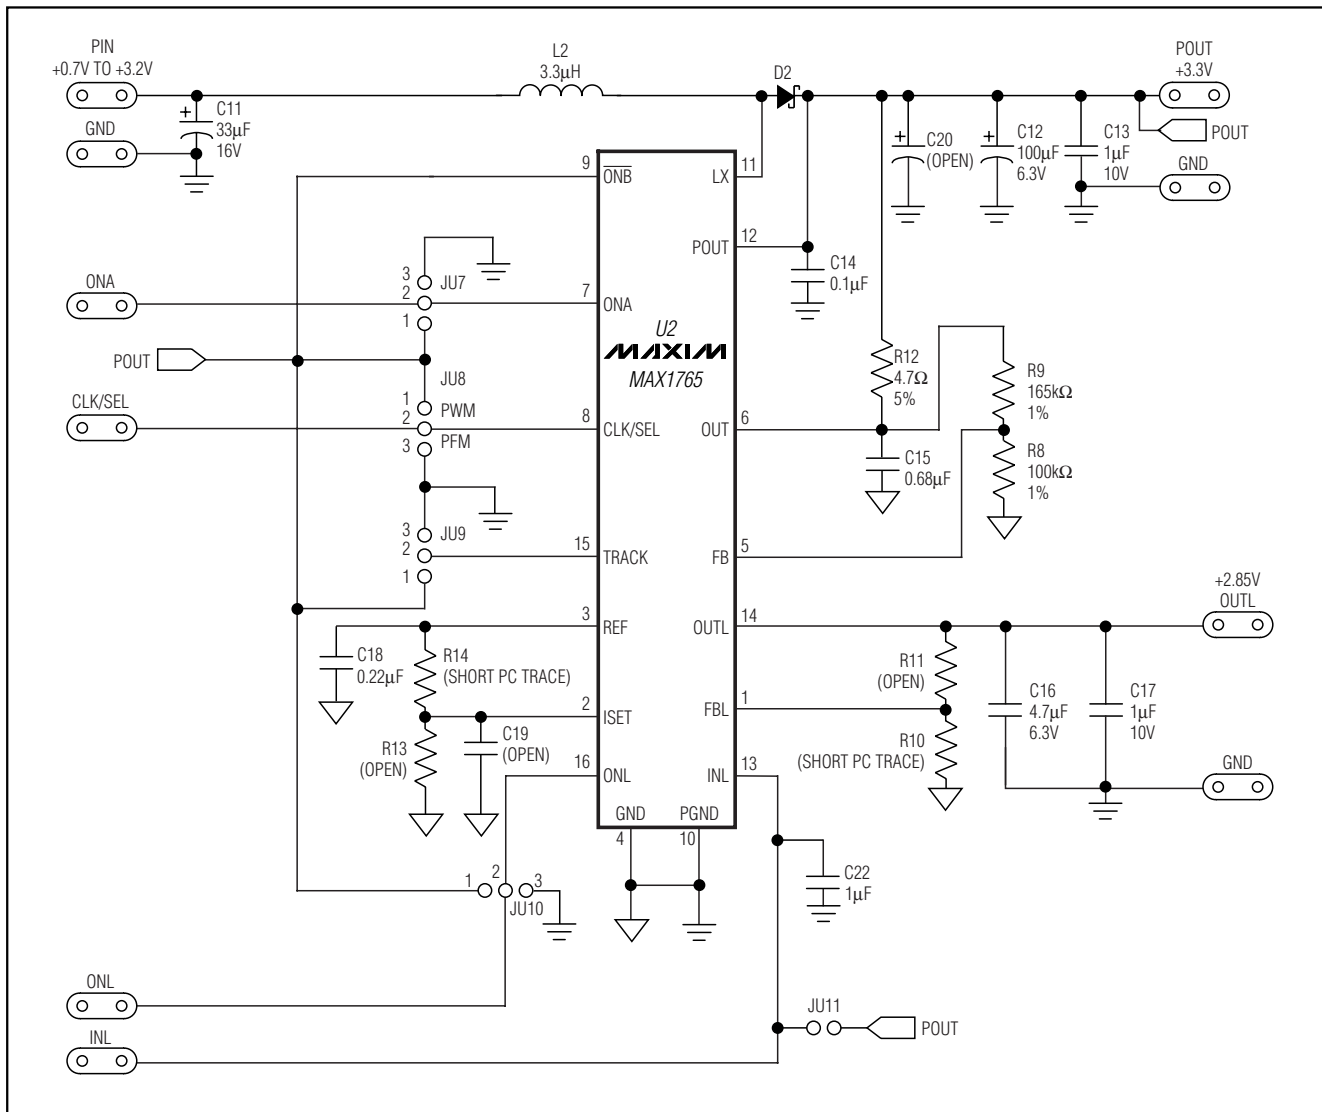 PIN
+0.7V TO +3.2V
L2
3.3µH
D2
POUT
+3.3V
C11
33µF
16V
+
GND
C20
(OPEN)
+
C12
100µF
6.3V
+
C13
1µF
10V
POUT
GND
9
ONB
LX
11
POUT
12
C14
0.1µF
3
JU7
2
1
ONA
7
ONA
U2
MAXIM
MAX1765
POUT
JU8
1
PWM
2
PFM
3
CLK/SEL
8
CLK/SEL
R12
4.7Ω
5%
R9
165kΩ
1%
OUT
6
C15
0.68µF
R8
100kΩ
1%
3
JU9
2
1
15
TRACK
FB
5
+2.85V
OUTL
3
REF
OUTL
14
C18
0.22µF
R14
(SHORT PC TRACE)
R11
(OPEN)
C16
4.7µF
6.3V
C17
1µF
10V
2
ISET
FBL
1
R13
(OPEN)
C19
(OPEN)
R10
(SHORT PC TRACE)
16
ONL
INL
13
GND
GND
PGND
4
10
C22
1µF
1
2
3
JU10
ONL
INL
JU11
POUT